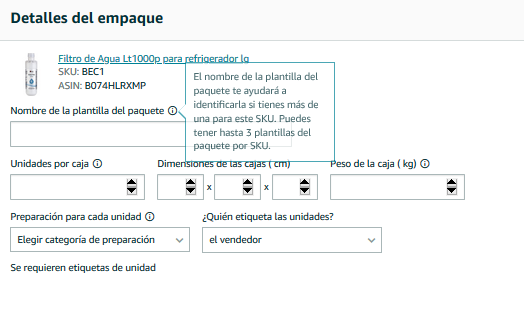 Detalles del empaque
Filtro de Agua Lt1000p para refrigerador lg
SKU: BEC1
ASIN: B074HLRXMP
El nombre de la plantilla del
paquete te ayudará a
identificarla si tienes más de
una para este SKU. Puedes
tener hasta 3 plantillas del
paquete por SKU.
Nombre de la plantilla del paquete
Unidades por caja
Dimensiones de las cajas ( cm)
Peso de la caja ( kg)
x
x
Preparación para cada unidad
¿Quién etiqueta las unidades?
Elegir categoría de preparación
el vendedor
Se requieren etiquetas de unidad